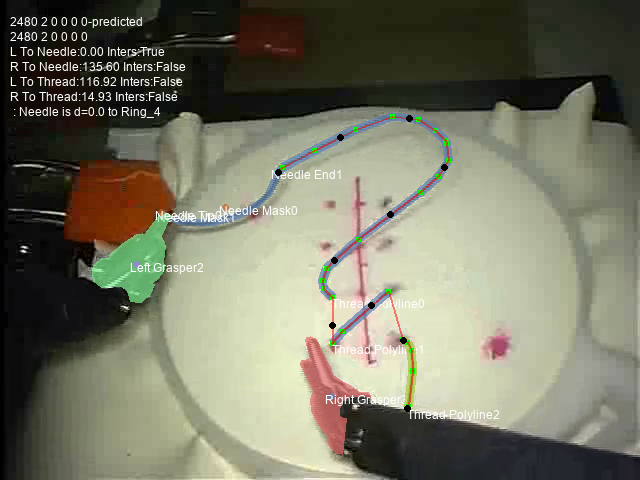 2480 2 0 0 0 0-predicted
2480 2 0 0 0 0
L To Needle:0.00 Inters:True
R To Needle:135.60 Inters:False
L To Thread:116.92 Inters:False
R To Thread:14.93 Inters:False
: Needle is d=0.0 to Ring_4
Needle End1
Needle Mask0
Needle Mask1
Left Grasper2
Thread Polyline0
Thread Polyline1
Right Grasper3
Thread Polyline2